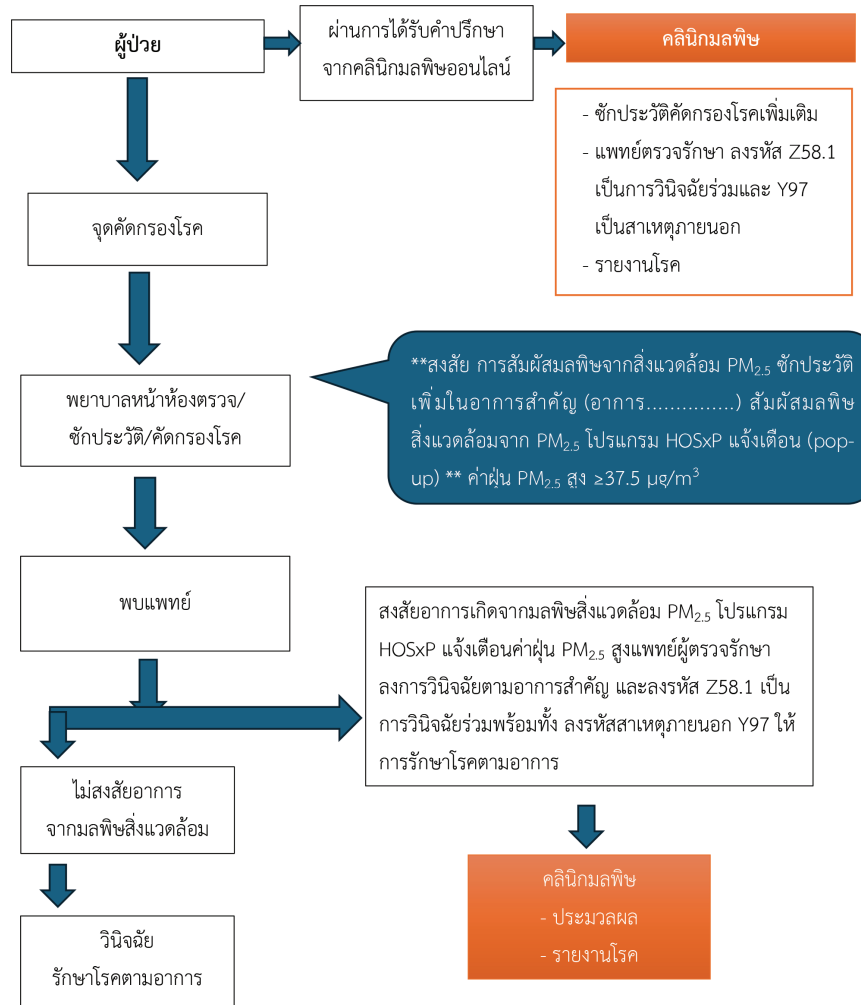 ผู้ป่วย
ผ่านการได้รับคำปรึกษา
จากคลินิกมลพิษออนไลน์
คลินิกมลพิษ
- ซักประวัติคัดกรองโรคเพิ่มเติม
- แพทย์ตรวจรักษา ลงรหัส Z58.1
เป็นการวินิจฉัยร่วมและ Y97
เป็นสาเหตุภายนอก
- รายงานโรค
จุดคัดกรองโรค
**สงสัย การสัมผัสมลพิษจากสิ่งแวดล้อม PM2.5 ซักประวัติ
เพิ่มในอาการสำคัญ (อาการ...............) สัมผัสมลพิษ
สิ่งแวดล้อมจาก PM2.5 โปรแกรม HOSxP แจ้งเตือน (pop-
up) ** ค่าฝุ่น PM2.5 สูง ≥37.5 µg/m3
พยาบาลหน้าห้องตรวจ/
ซักประวัติ/คัดกรองโรค
พบแพทย์
สงสัยอาการเกิดจากมลพิษสิ่งแวดล้อม PM2.5 โปรแกรม
HOSxP แจ้งเตือนค่าฝุ่น PM2.5 สูงแพทย์ผู้ตรวจรักษา
ลงการวินิจฉัยตามอาการสำคัญ และลงรหัส Z58.1 เป็น
การวินิจฉัยร่วมพร้อมทั้ง ลงรหัสสาเหตุภายนอก Y97 ให้
การรักษาโรคตามอาการ
ไม่สงสัยอาการ
จากมลพิษสิ่งแวดล้อม
คลินิกมลพิษ
- ประมวลผล
- รายงานโรค
วินิจฉัย
รักษาโรคตามอาการ